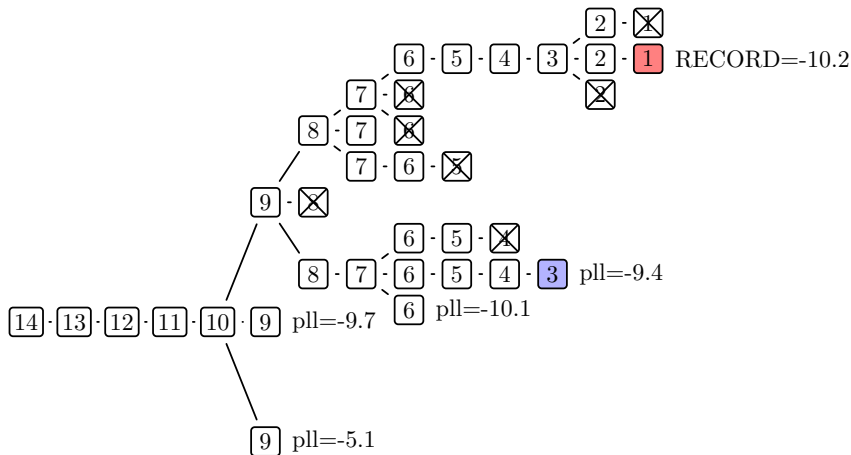 2 1
6 5 4 3 2 1 RECORD=-10.2
7 6 2
8 7 6
7 6 5
9 8
6 5 4
8 7 6 5 4 3 pll=-9.4
6 pll=-10.1
14 13 12 11 10 9 pll=-9.7
9 pll=-5.1